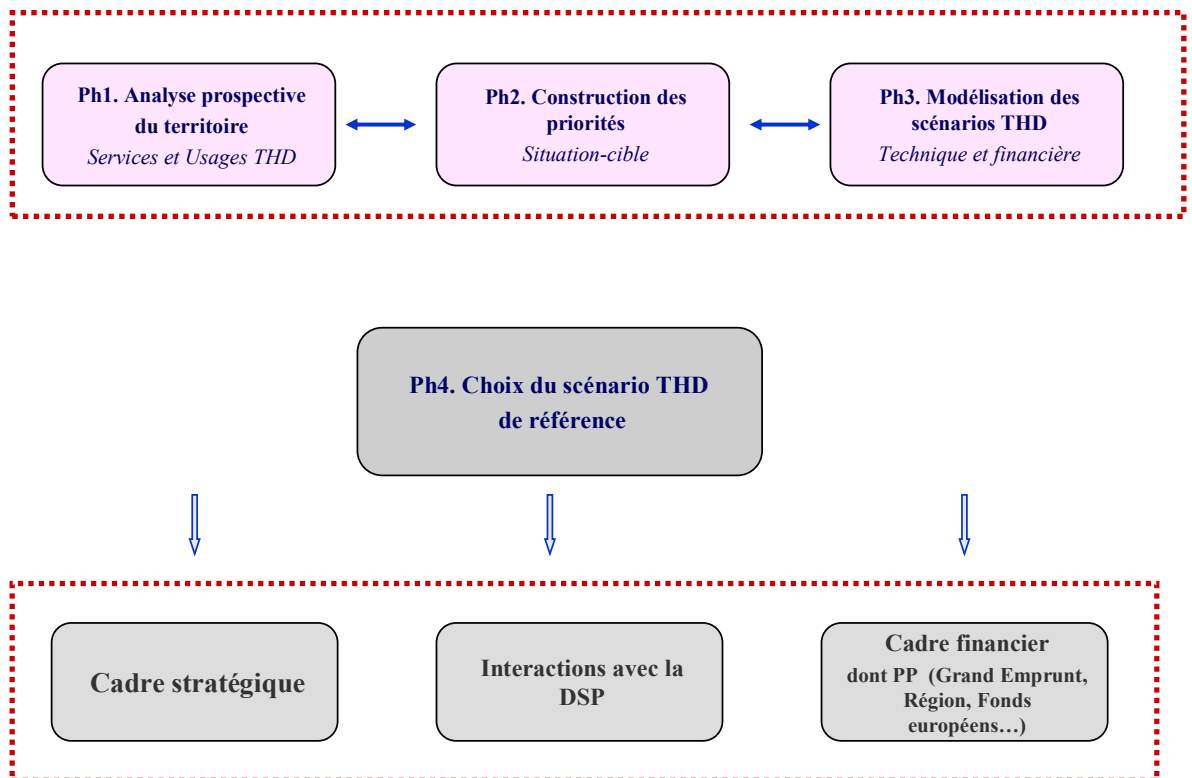 Ph1. Analyse prospective
du territoire
Services et Usages THD
Ph2. Construction des
priorités
Situation-cible
Ph3. Modélisation des
scénarios THD
Technique et financière
Ph4. Choix du scénario THD
de référence
Cadre stratégique
Interactions avec la
DSP
Cadre financier
dont PP (Grand Emprunt,
Région, Fonds
européens…)